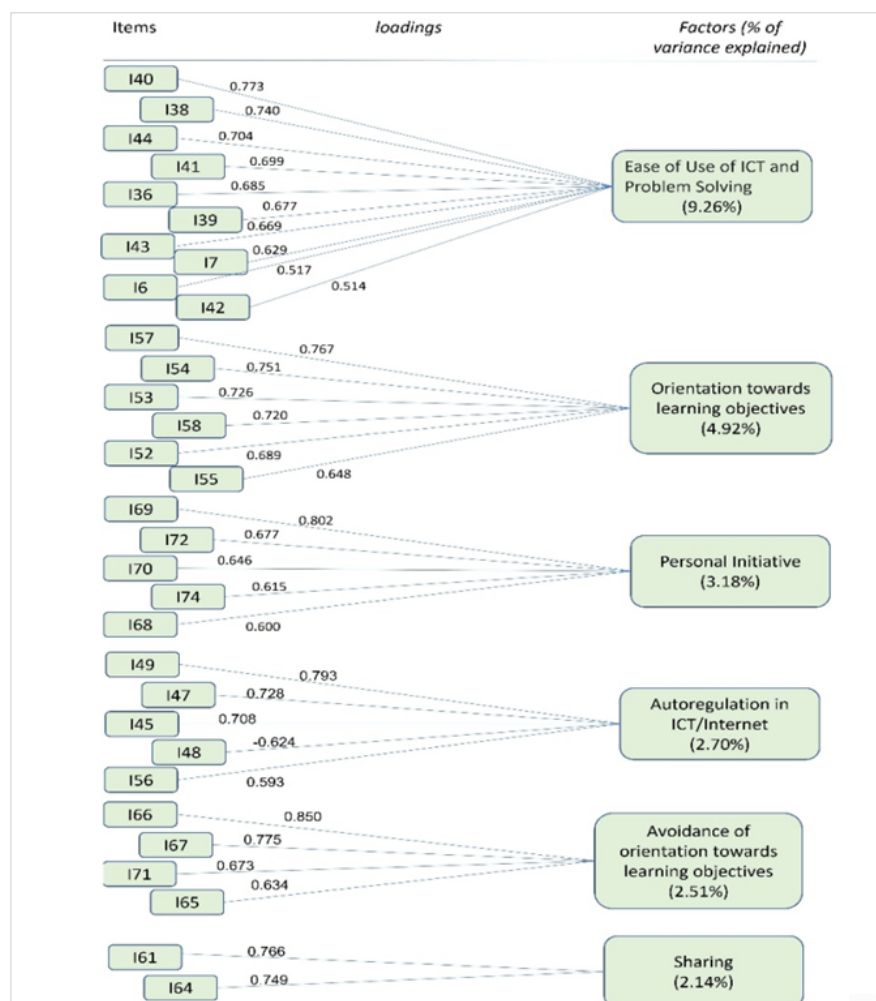 Items loadings Factors (% of
variance explained)
I40
0.773
I38
0.740
I44
0.704
I41
0.699
I36
0.685
I39
0.677
I43
0.669
I7
0.629
I6
0.517
I42
0.514
Ease of Use of ICT and
Problem Solving
(9.26%)
I57
0.767
I54
0.751
I53
0.726
I58
0.720
I52
0.689
I55
0.648
Orientation towards
learning objectives
(4.92%)
I69
0.802
I72
0.677
I70
0.646
I74
0.615
I68
0.600
Personal Initiative
(3.18%)
I49
0.793
I47
0.728
I45
0.708
I48
-0.624
I56
0.593
Autoregulation in
ICT/Internet
(2.70%)
I66
0.850
I67
0.775
I71
0.673
I65
0.634
Avoidance of
orientation towards
learning objectives
(2.51%)
I61
0.766
I64
0.749
Sharing
(2.14%)